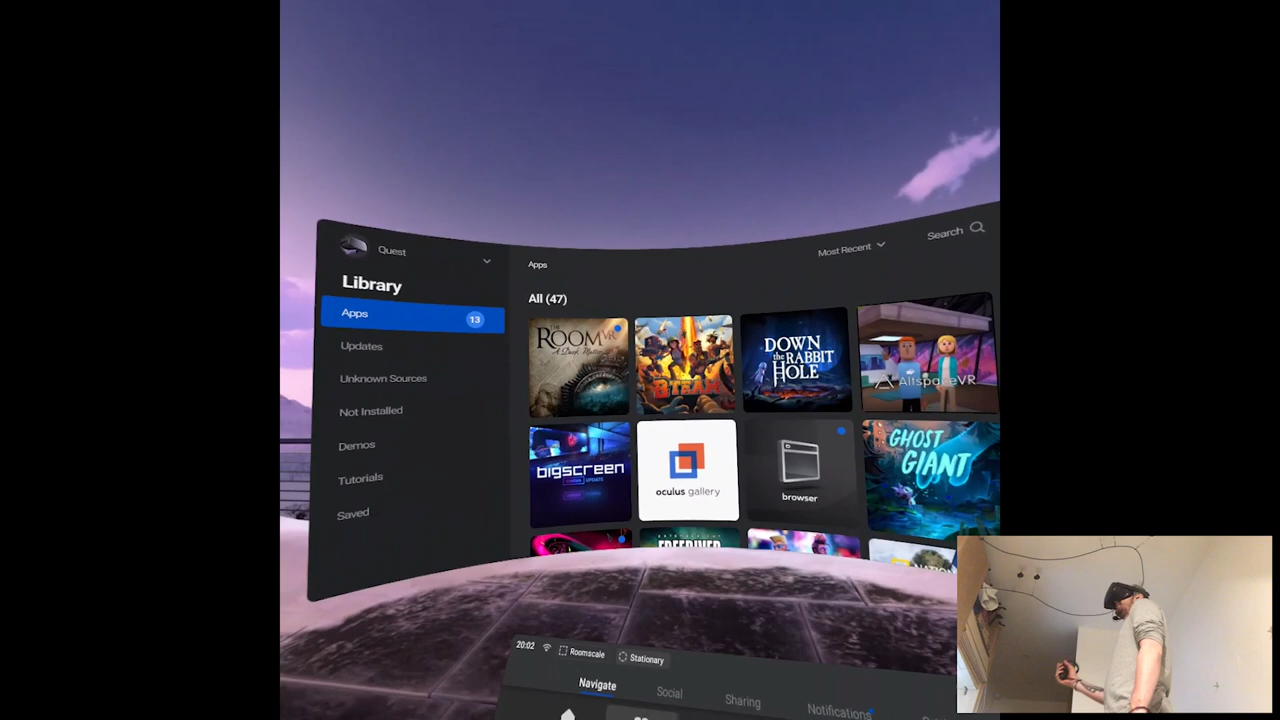 Quest
Library
Apps
13
Updates
Unknown Sources
Not Installed
Demos
Tutorials
Saved
Apps
Most Recent
Search
All (47)
THE ROOM VR
A Dark Matter
DOWN
the RABBIT
HOLE
AltspaceVR
bigscreen
UPDATE
oculus gallery
browser
GHOST
GIANT
NATION
20:02
Roomscale
Stationary
Navigate
Social
Sharing
Notifications